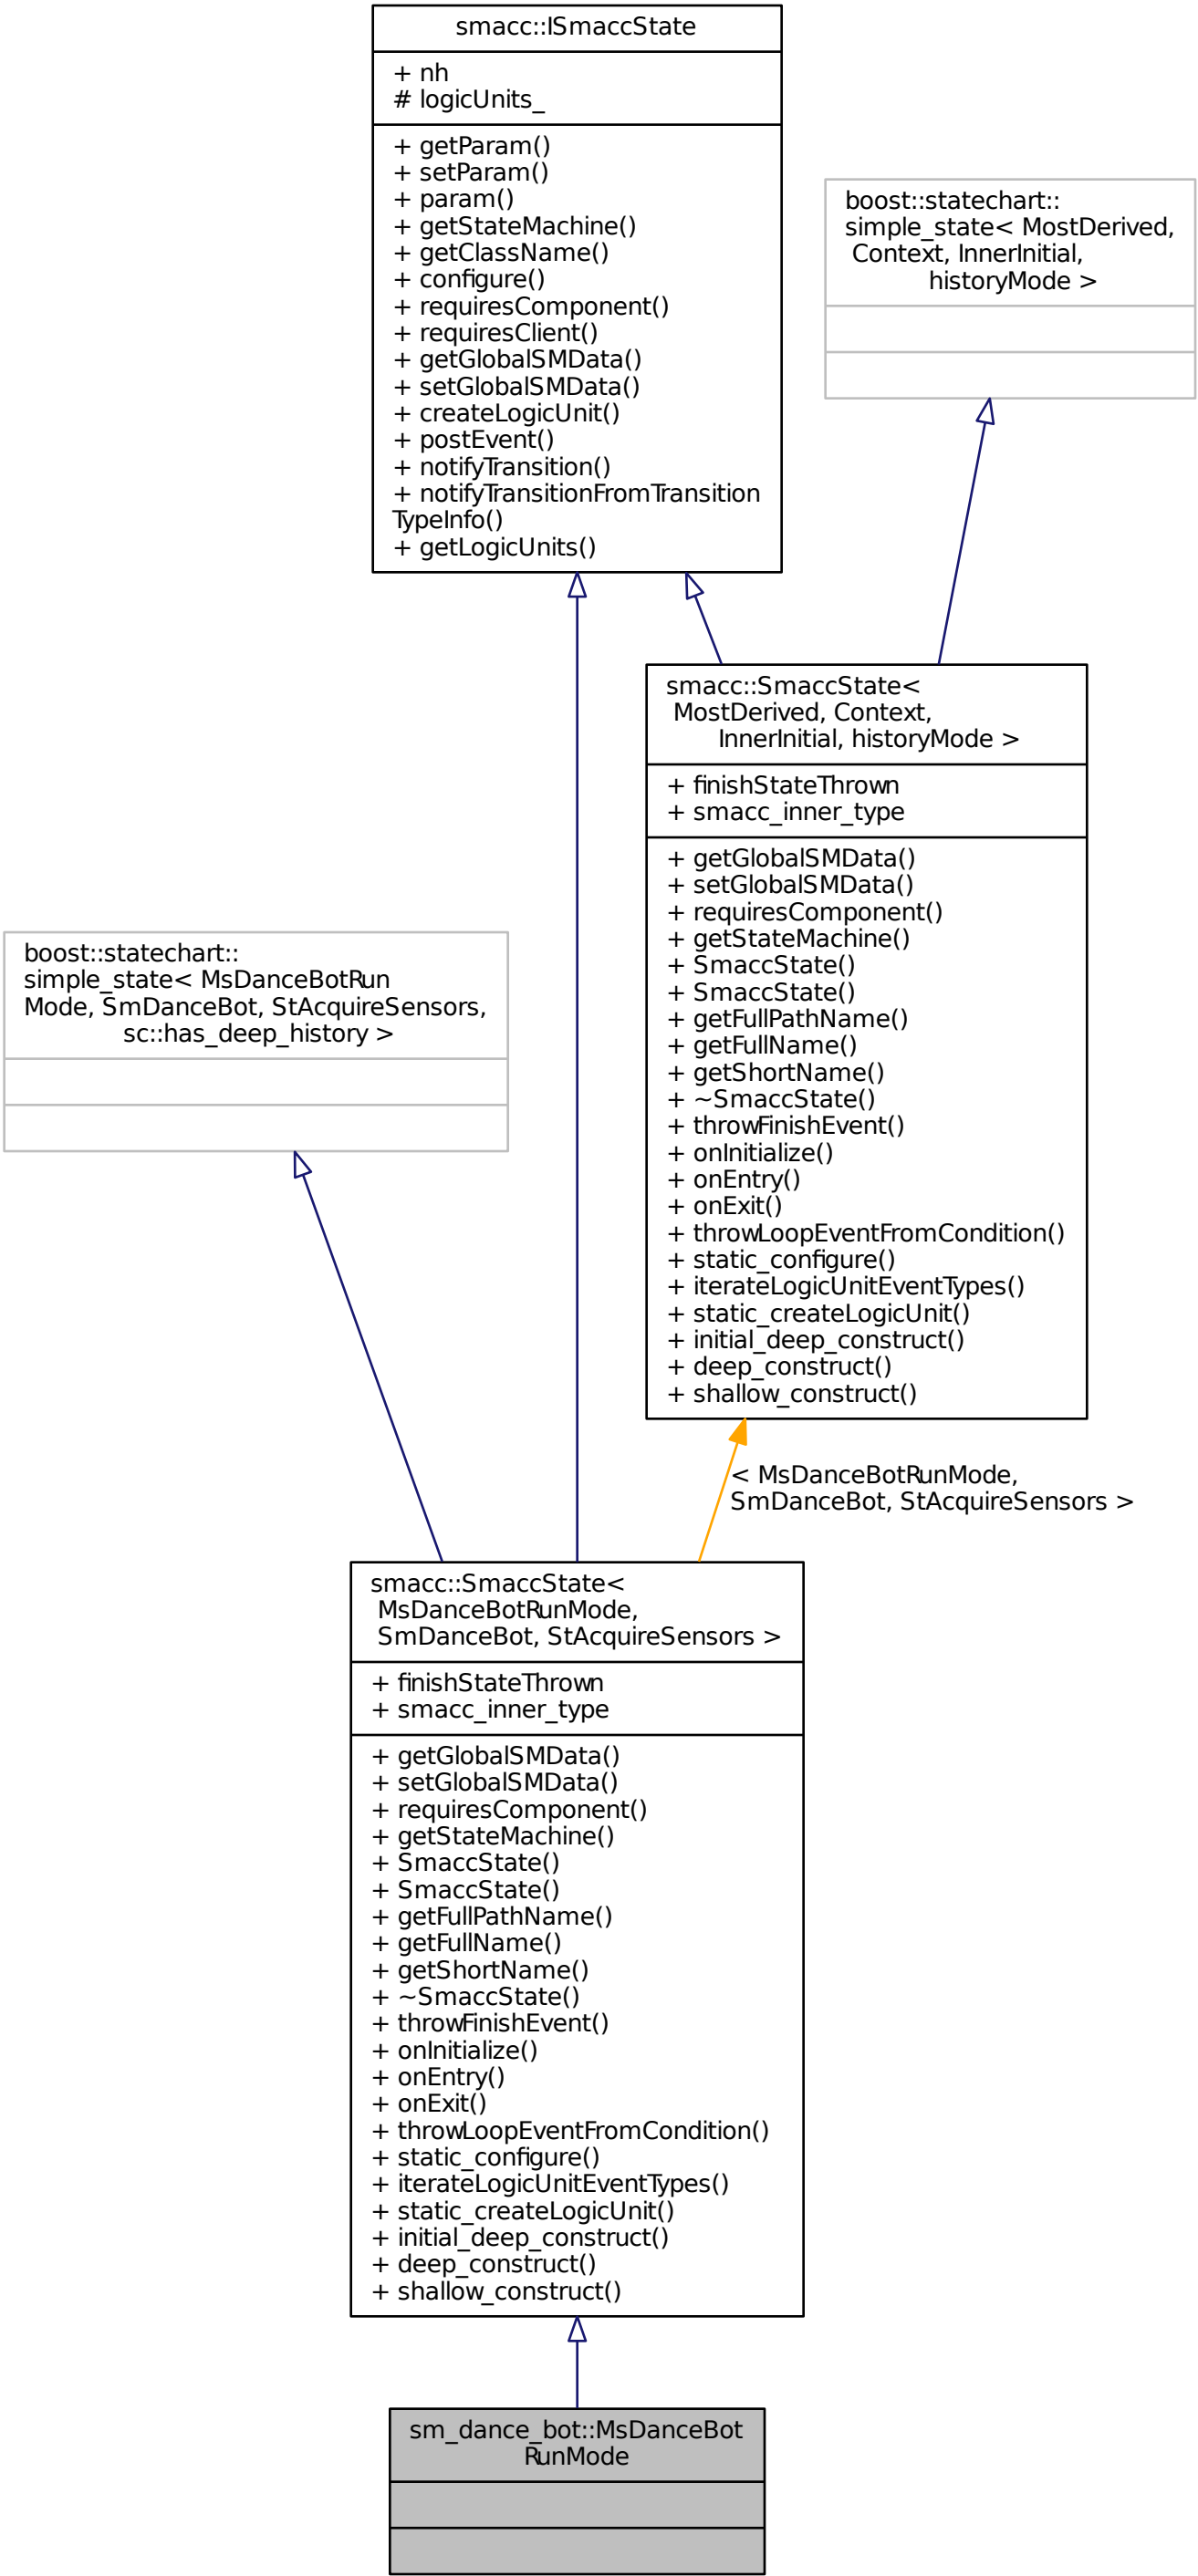 smacc::ISmaccState
+ nh
# logicUnits_
+ getParam()
+ setParam()
+ param()
+ getStateMachine()
+ getClassName()
+ configure()
+ requiresComponent()
+ requiresClient()
+ getGlobalSMData()
+ setGlobalSMData()
+ createLogicUnit()
+ postEvent()
+ notifyTransition()
+ notifyTransitionFromTransition
TypeInfo()
+ getLogicUnits()
boost::statechart::
simple_state< MostDerived,
Context, InnerInitial,
historyMode >
smacc::SmaccState<
MostDerived, Context,
InnerInitial, historyMode >
+ finishStateThrown
+ smacc_inner_type
+ getGlobalSMData()
+ setGlobalSMData()
+ requiresComponent()
+ getStateMachine()
+ SmaccState()
+ SmaccState()
+ getFullPathName()
+ getFullName()
+ getShortName()
+ ~SmaccState()
+ throwFinishEvent()
+ onInitialize()
+ onEntry()
+ onExit()
+ throwLoopEventFromCondition()
+ static_configure()
+ iterateLogicUnitEventTypes()
+ static_createLogicUnit()
+ initial_deep_construct()
+ deep_construct()
+ shallow_construct()
boost::statechart::
simple_state< MsDanceBotRun
Mode, SmDanceBot, StAcquireSensors,
sc::has_deep_history >
< MsDanceBotRunMode,
SmDanceBot, StAcquireSensors >
smacc::SmaccState<
MsDanceBotRunMode,
SmDanceBot, StAcquireSensors >
+ finishStateThrown
+ smacc_inner_type
+ getGlobalSMData()
+ setGlobalSMData()
+ requiresComponent()
+ getStateMachine()
+ SmaccState()
+ SmaccState()
+ getFullPathName()
+ getFullName()
+ getShortName()
+ ~SmaccState()
+ throwFinishEvent()
+ onInitialize()
+ onEntry()
+ onExit()
+ throwLoopEventFromCondition()
+ static_configure()
+ iterateLogicUnitEventTypes()
+ static_createLogicUnit()
+ initial_deep_construct()
+ deep_construct()
+ shallow_construct()
sm_dance_bot::MsDanceBot
RunMode